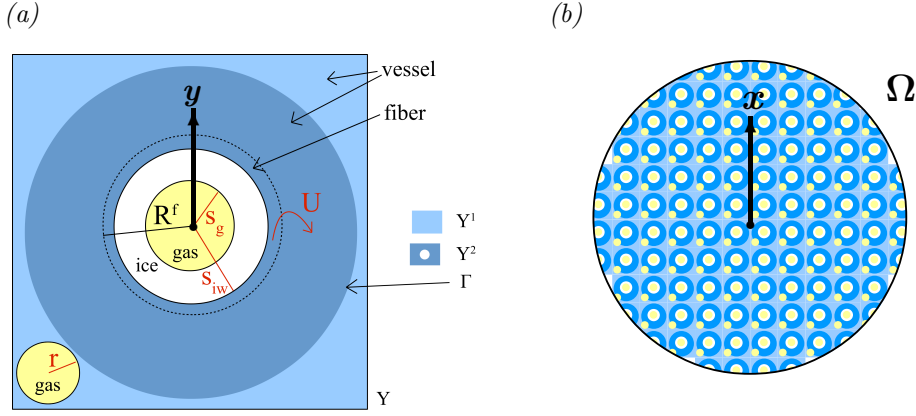 (a)
(b)
vessel
y
fiber
Ω
x
U
R^f
s_g
Y^1
gas
Y^2
ice
s_iw
Γ
r
gas
Y